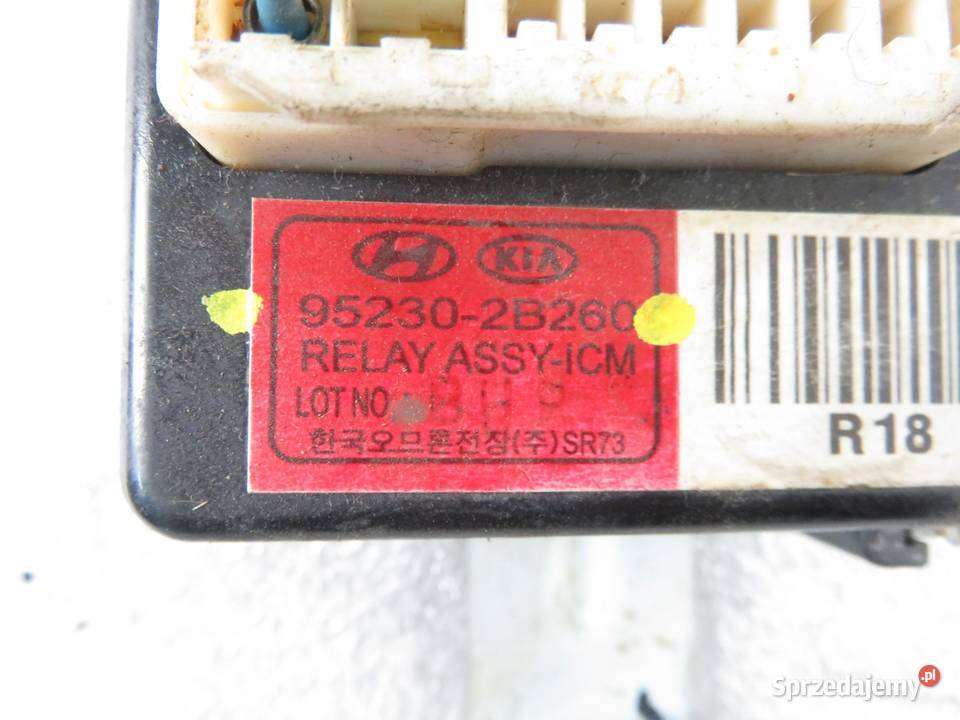 KIA
95230-2B260
RELAY ASSY-iCM
LOT NO
한국오므론전장(주) SR73
R18
Sprzedajemy.pl